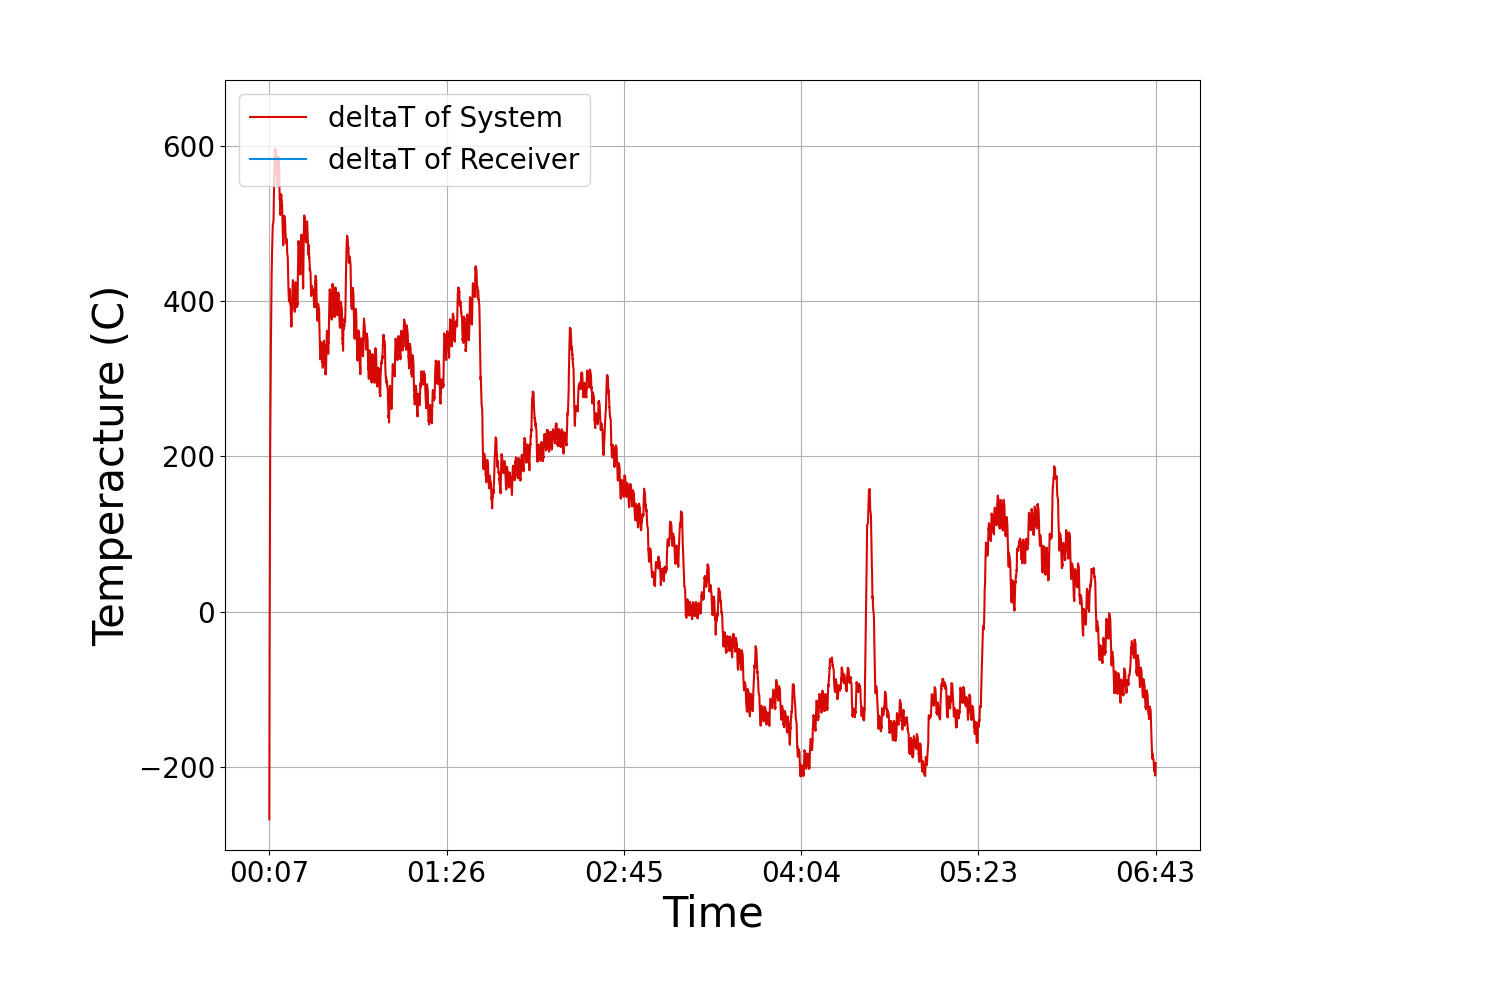 deltaT of System
deltaT of Receiver
600
400
200
0
−200
Temperacture (C)
00:07 01:26 02:45 04:04 05:23 06:43
Time